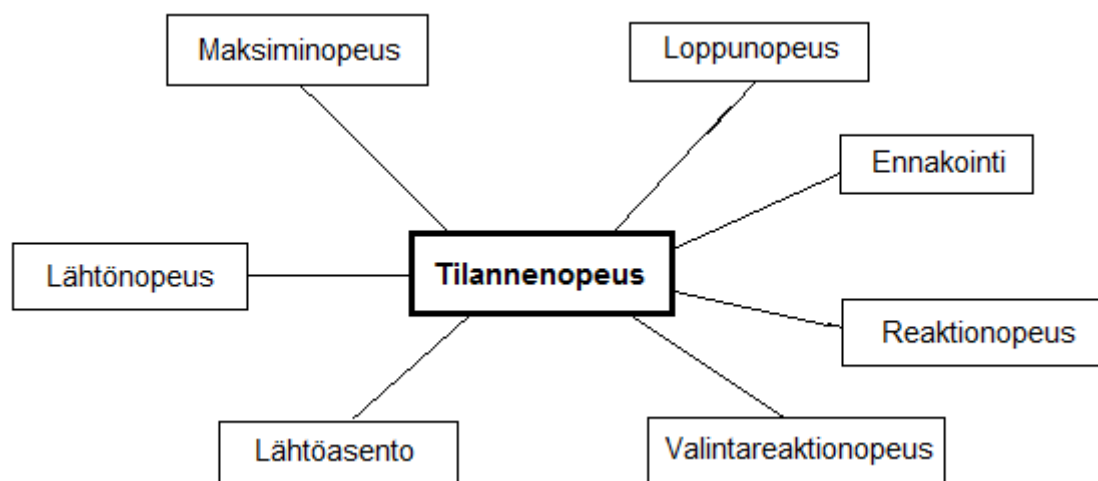 Maksiminopeus
Loppunopeus
Ennakointi
Lähtönopeus
Tilannenopeus
Reaktionopeus
Lähtöasento
Valintareaktionopeus